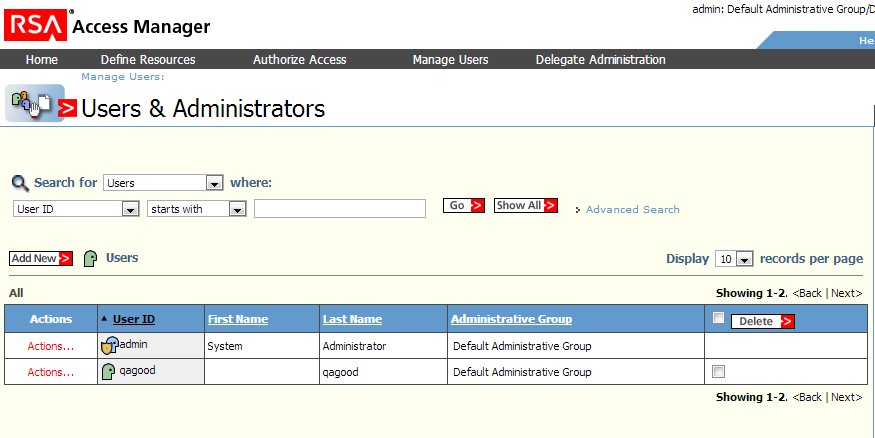 admin: Default Administrative Group/D
RSA® Access Manager
He
Home Define Resources Authorize Access Manage Users Delegate Administration
Manage Users:
> Users & Administrators
Search for Users where:
User ID starts with Go > Show All > Advanced Search
Add New > Users Display 10 records per page
All Showing 1-2. <Back | Next>
Actions User ID First Name Last Name Administrative Group Delete >
Actions... admin System Administrator Default Administrative Group
Actions... qagood qagood Default Administrative Group
Showing 1-2. <Back | Next>